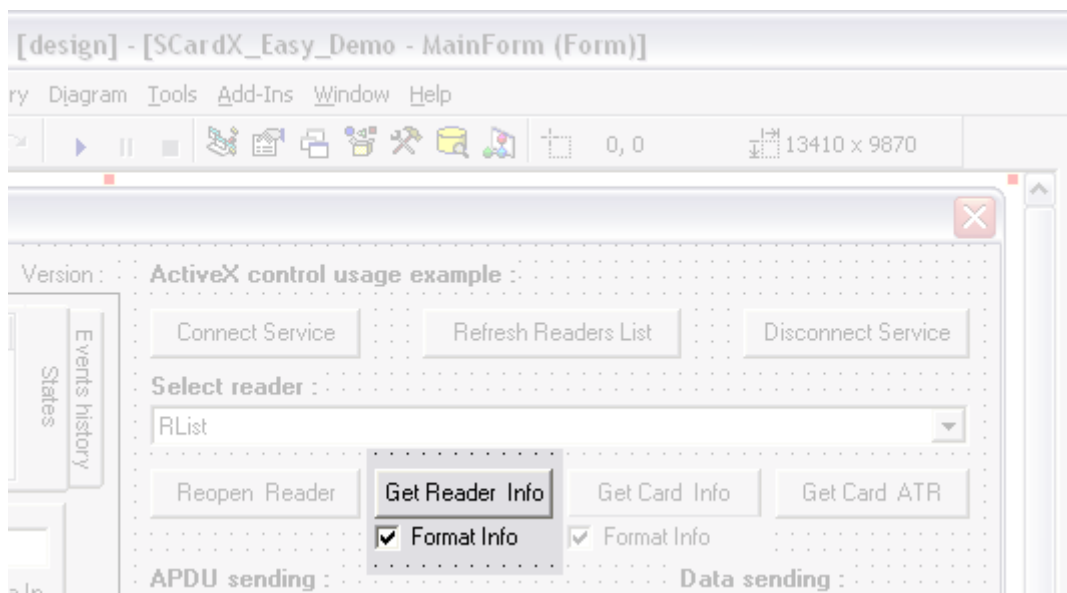 [design] - [SCardX_Easy_Demo - MainForm (Form)]
ry Diagram Tools Add-Ins Window Help
0, 0 13410 x 9870
Version : ActiveX control usage example :
Connect Service Refresh Readers List Disconnect Service
Events history
States
Select reader :
RList
Reopen Reader Get Reader Info Get Card Info Get Card ATR
Format Info Format Info
APDU sending : Data sending :
In